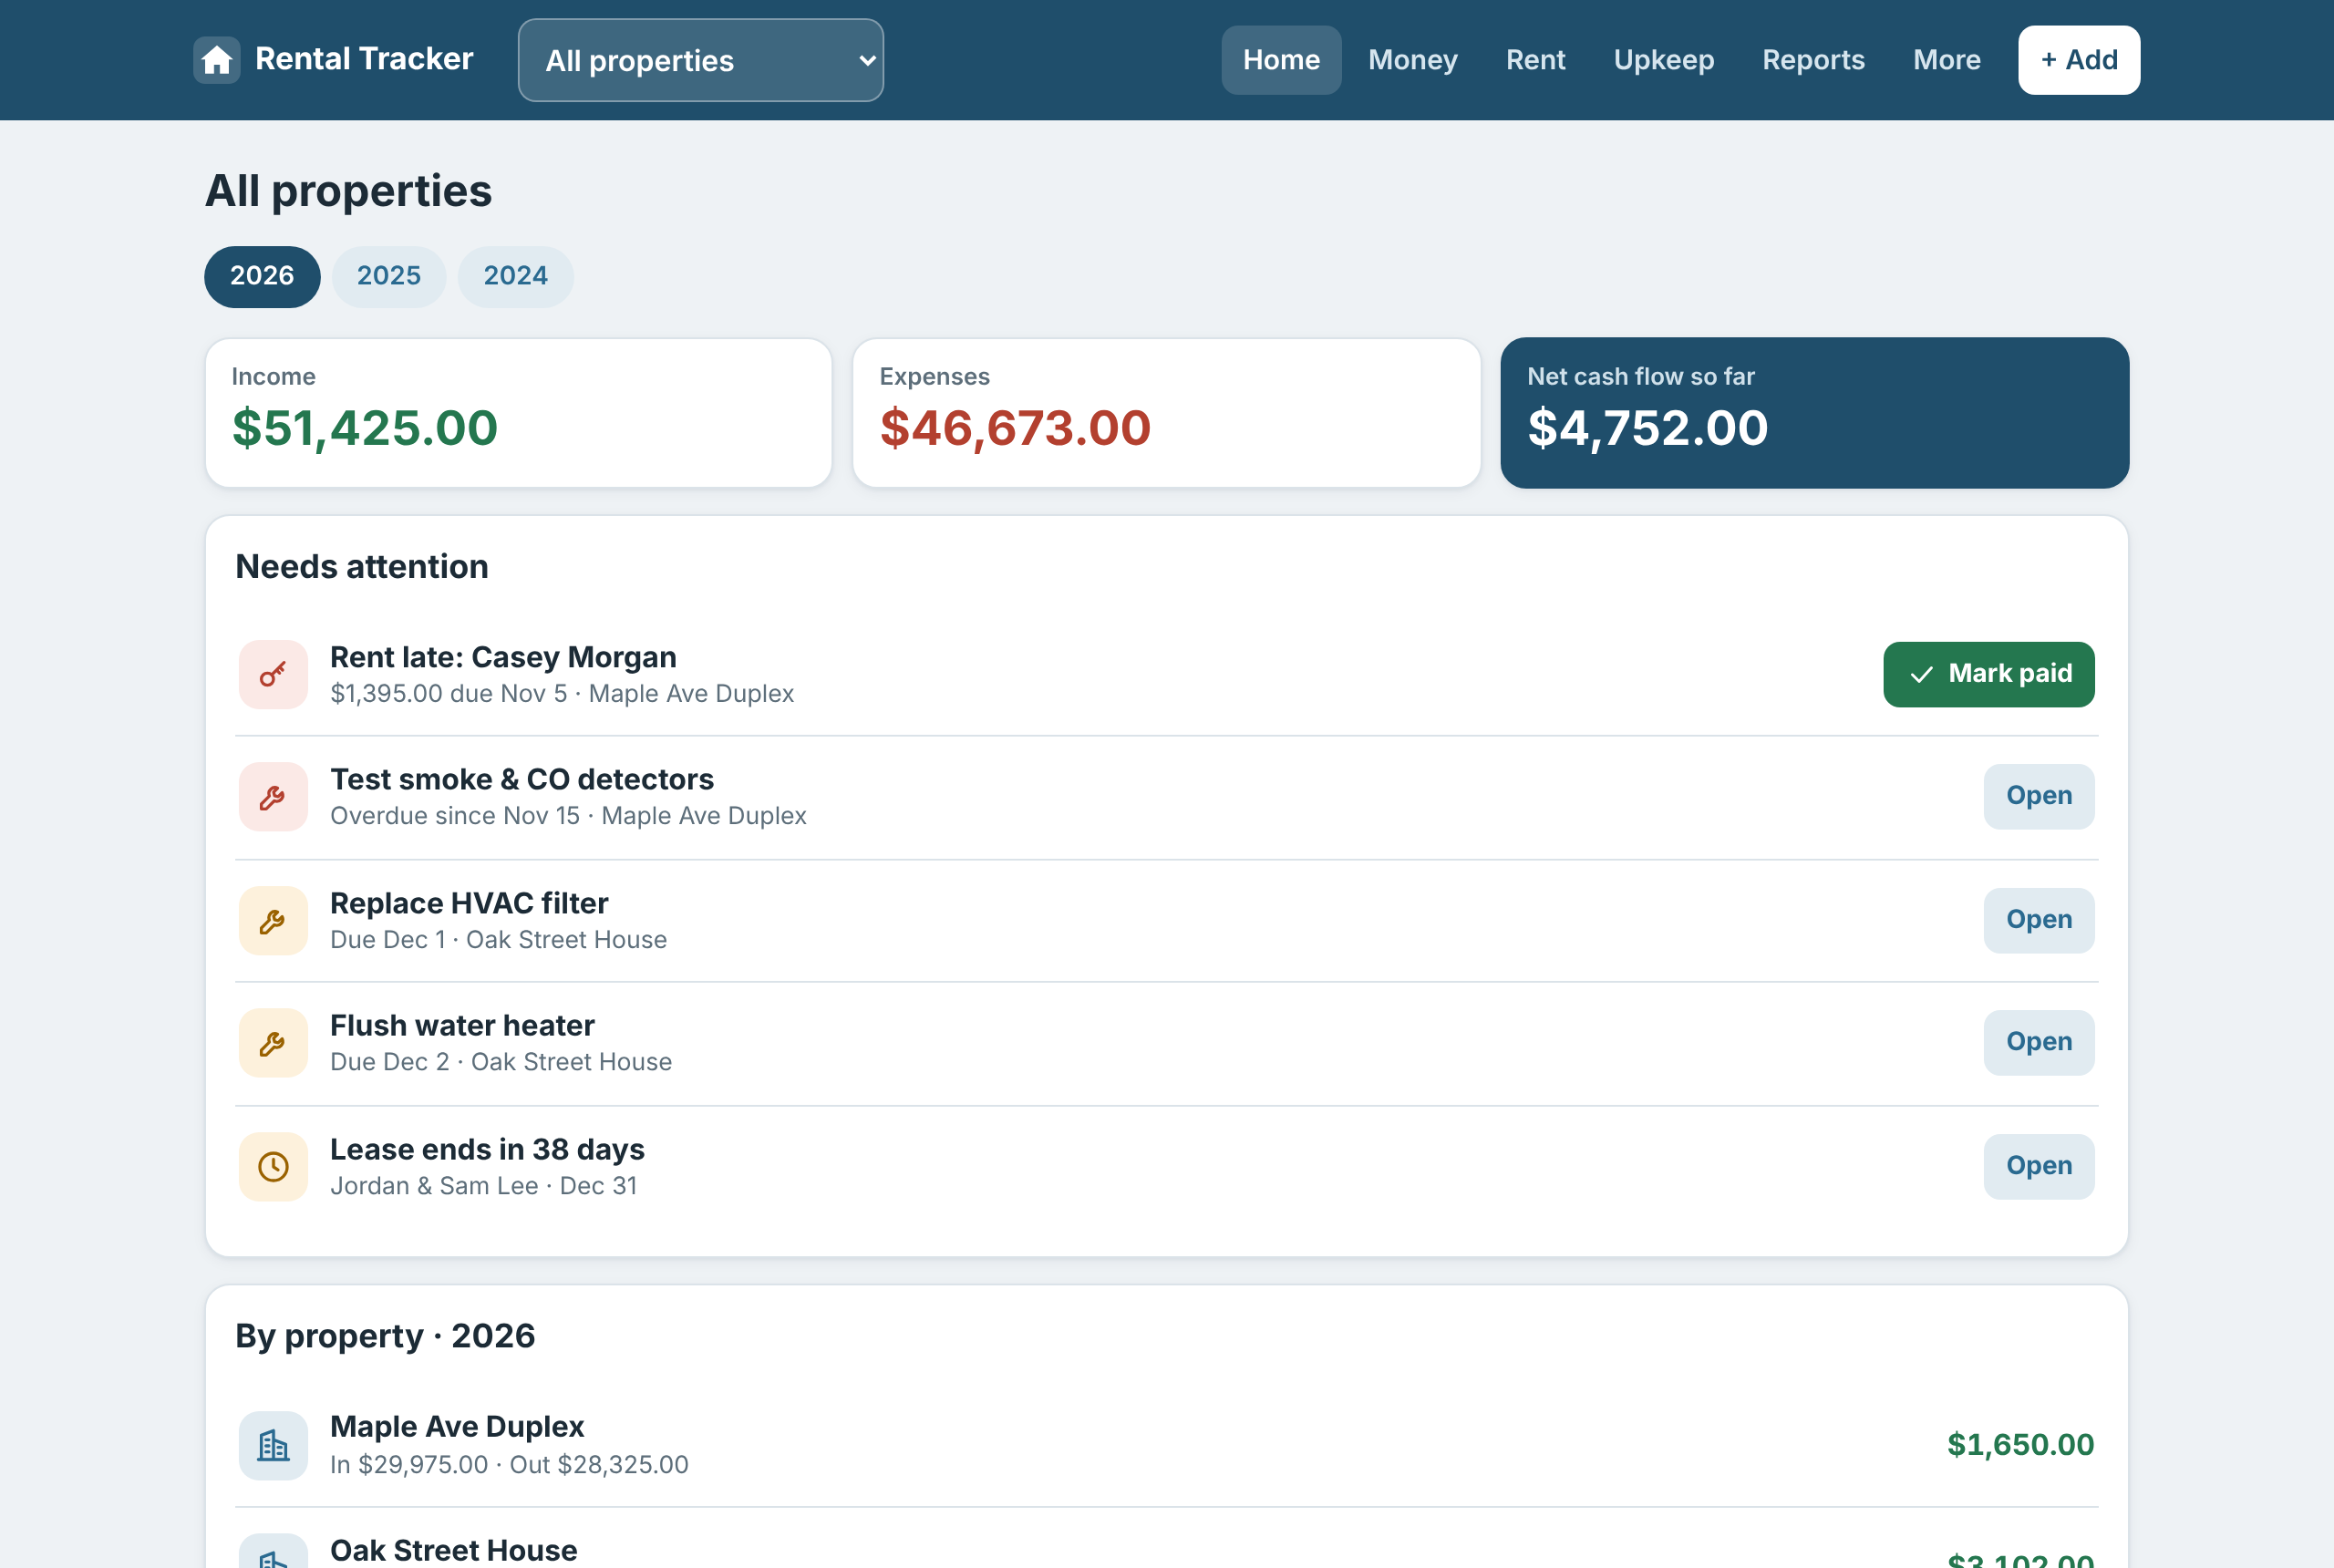 Rental Tracker
All properties
Home
Money
Rent
Upkeep
Reports
More
+ Add
All properties
2026
2025
2024
Income
$51,425.00
Expenses
$46,673.00
Net cash flow so far
$4,752.00
Needs attention
Rent late: Casey Morgan
$1,395.00 due Nov 5 · Maple Ave Duplex
Mark paid
Test smoke & CO detectors
Overdue since Nov 15 · Maple Ave Duplex
Open
Replace HVAC filter
Due Dec 1 · Oak Street House
Open
Flush water heater
Due Dec 2 · Oak Street House
Open
Lease ends in 38 days
Jordan & Sam Lee · Dec 31
Open
By property · 2026
Maple Ave Duplex
In $29,975.00 · Out $28,325.00
$1,650.00
Oak Street House
$3,102.00